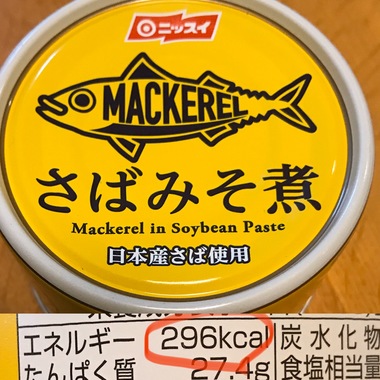 ニッスイ
MACKEREL
さばみそ煮
Mackerel in Soybean Paste
日本産さば使用
エネルギー 296kcal 炭水化物
たんぱく質 27.4g 食塩相当量